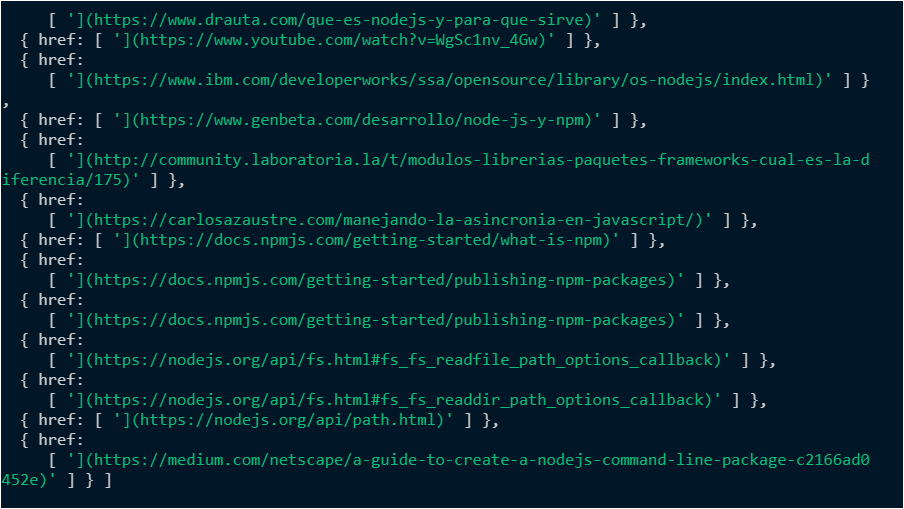 [ '](https://www.drauta.com/que-es-nodejs-y-para-que-sirve)' ] },
{ href: [ '](https://www.youtube.com/watch?v=WgSc1nv_4Gw)' ] },
{ href:
[ '](https://www.ibm.com/developerworks/ssa/opensource/library/os-nodejs/index.html)' ] }
,
{ href: [ '](https://www.genbeta.com/desarrollo/node-js-y-npm)' ] },
{ href:
[ '](http://community.laboratoria.la/t/modulos-librerias-paquetes-frameworks-cual-es-la-d
iferencia/175)' ] },
{ href:
[ '](https://carlosazaustre.com/manejando-la-asincronia-en-javascript/)' ] },
{ href: [ '](https://docs.npmjs.com/getting-started/what-is-npm)' ] },
{ href:
[ '](https://docs.npmjs.com/getting-started/publishing-npm-packages)' ] },
{ href:
[ '](https://docs.npmjs.com/getting-started/publishing-npm-packages)' ] },
{ href:
[ '](https://nodejs.org/api/fs.html#fs_fs_readfile_path_options_callback)' ] },
{ href:
[ '](https://nodejs.org/api/fs.html#fs_fs_readdir_path_options_callback)' ] },
{ href: [ '](https://nodejs.org/api/path.html)' ] },
{ href:
[ '](https://medium.com/netscape/a-guide-to-create-a-nodejs-command-line-package-c2166ad0
452e)' ] } ]